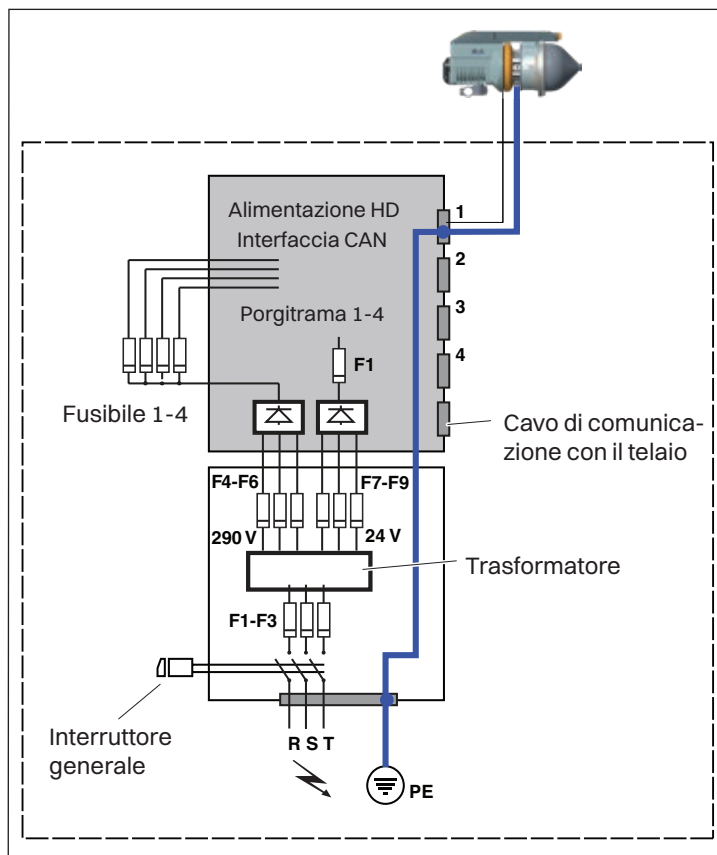 Alimentazione HD
Interfaccia CAN
1
2
3
4
Porgitrama 1-4
F1
Fusibile 1-4
Cavo di comunica-
zione con il telaio
F4-F6
F7-F9
290 V
24 V
Trasformatore
F1-F3
Interruttore
generale
R S T
PE